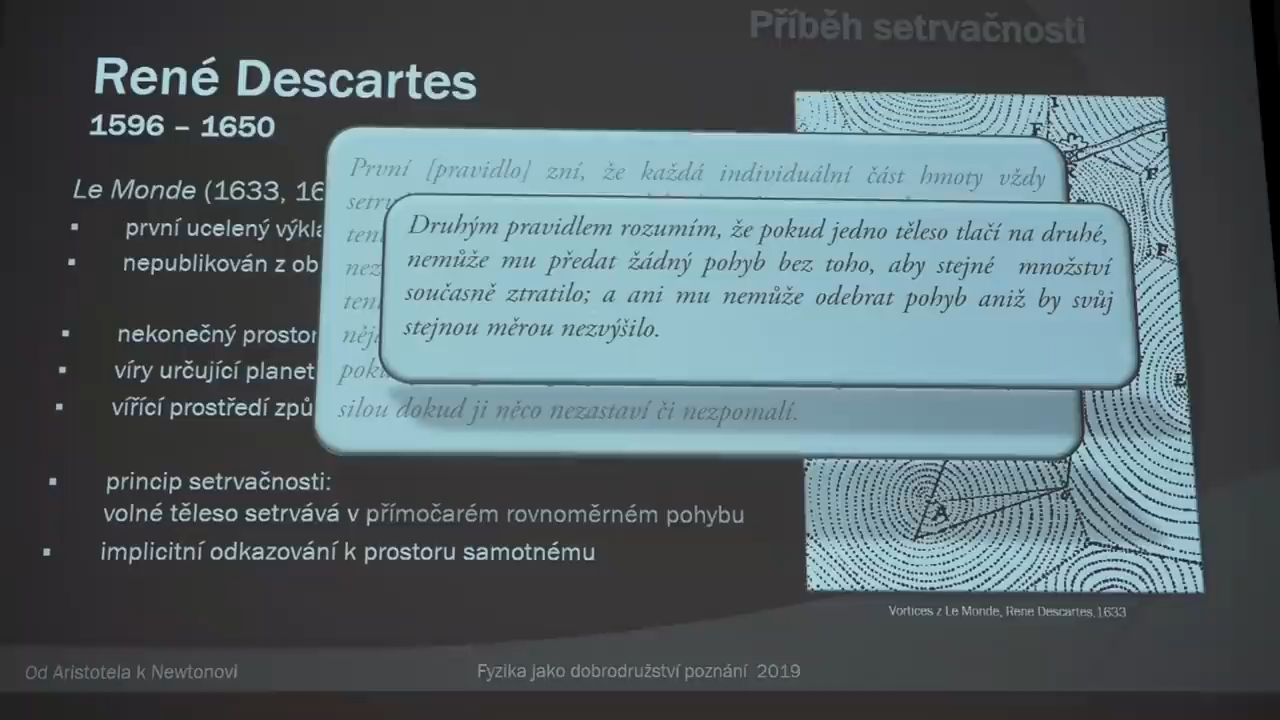 Příběh setrvačnosti
René Descartes
1596 – 1650
Le Monde (1633, 16
první ucelený výkla
nepublikován z ob
nekonečný prostor
víry určující planet
vířící prostředí způ
princip setrvačnosti:
volné těleso setrvává v přímočarém rovnoměrném pohybu
implicitní odkazování k prostoru samotnému
První [pravidlo] zní, že každá individuální část hmoty vždy
silou dokud ji něco nezastaví či nezpomalí.
Druhým pravidlem rozumím, že pokud jedno těleso tlačí na druhé,
nemůže mu předat žádný pohyb bez toho, aby stejné množství
současně ztratilo; a ani mu nemůže odebrat pohyb aniž by svůj
stejnou měrou nezvýšilo.
Vortices z Le Monde, Rene Descartes,1633
Od Aristotela k Newtonovi
Fyzika jako dobrodružství poznání 2019